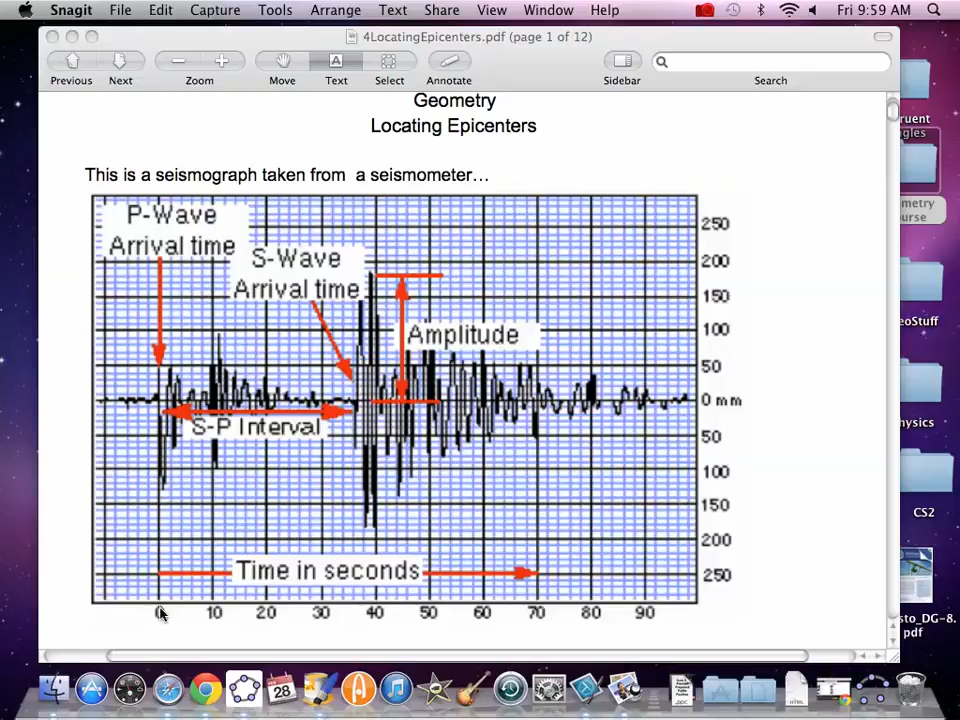 Snagit File Edit Capture Tools Arrange Text Share View Window Help Fri 9:59 AM
4LocatingEpicenters.pdf (page 1 of 12)
Previous Next Zoom Move Text Select Annotate Sidebar Search
Geometry
Locating Epicenters
This is a seismograph taken from a seismometer…
P-Wave
Arrival time
S-Wave
Arrival time
Amplitude
S-P Interval
Time in seconds
250
200
150
100
50
0 mm
50
100
150
200
250
0 10 20 30 40 50 60 70 80 90
ruent
ngles
metry
ourse
eoStuff
hysics
CS2
sto_DG-8.
pdf
28
HTML